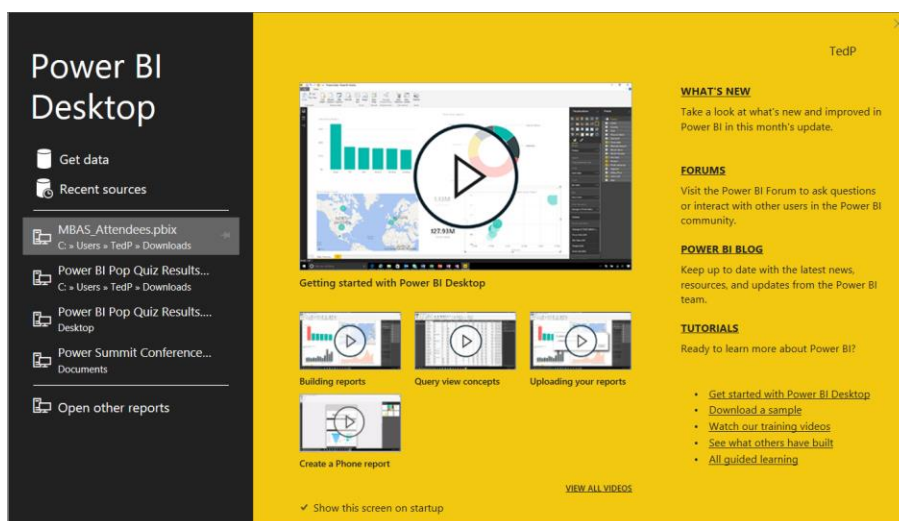 Power BI
Desktop
Get data
Recent sources
MBAS_Attendees.pbix
C: » Users » TedP » Downloads
Power BI Pop Quiz Results...
C: » Users » TedP » Downloads
Power BI Pop Quiz Results....
Desktop
Power Summit Conference...
Documents
Open other reports
Getting started with Power BI Desktop
Building reports
Query view concepts
Uploading your reports
Create a Phone report
VIEW ALL VIDEOS
Show this screen on startup
TedP
WHAT'S NEW
Take a look at what's new and improved in
Power BI in this month's update.
FORUMS
Visit the Power BI Forum to ask questions
or interact with other users in the Power BI
community.
POWER BI BLOG
Keep up to date with the latest news,
resources, and updates from the Power BI
team.
TUTORIALS
Ready to learn more about Power BI?
Get started with Power BI Desktop
Download a sample
Watch our training videos
See what others have built
All guided learning